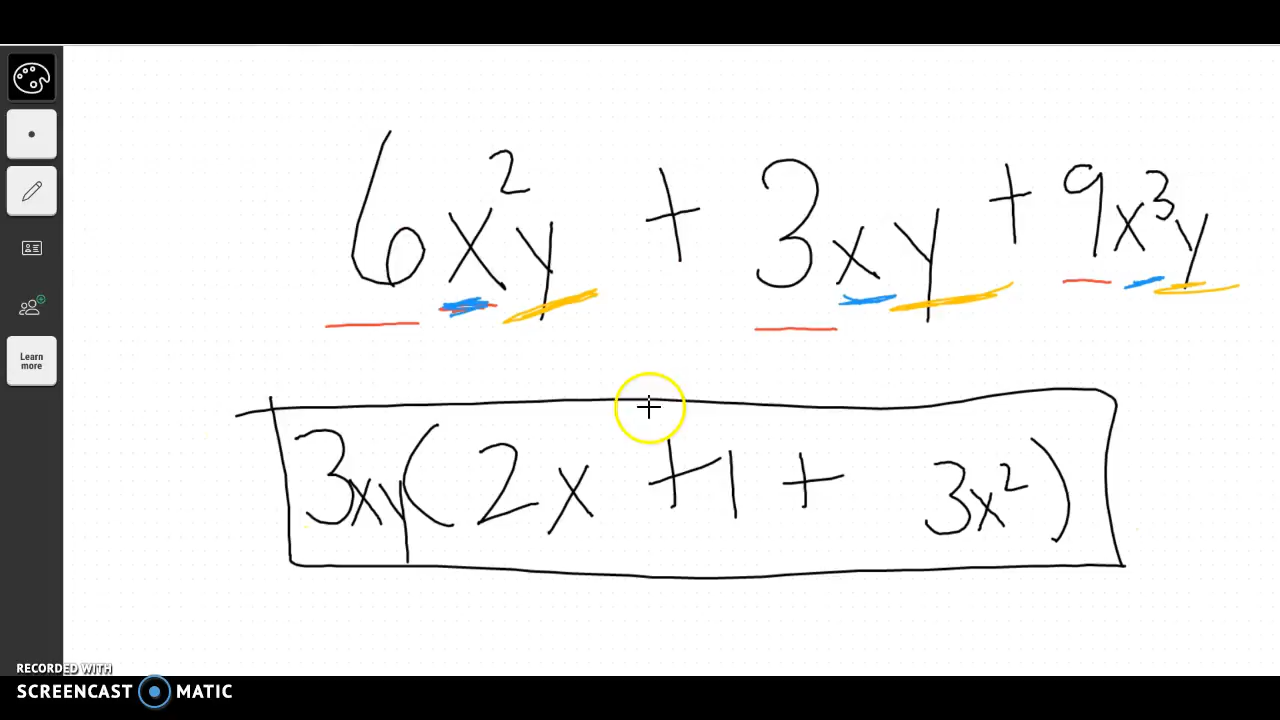 6x²y + 3xy + 9x³y
Learn
more
3xy(2x +1 + 3x²)
RECORDED WITH
SCREENCAST MATIC